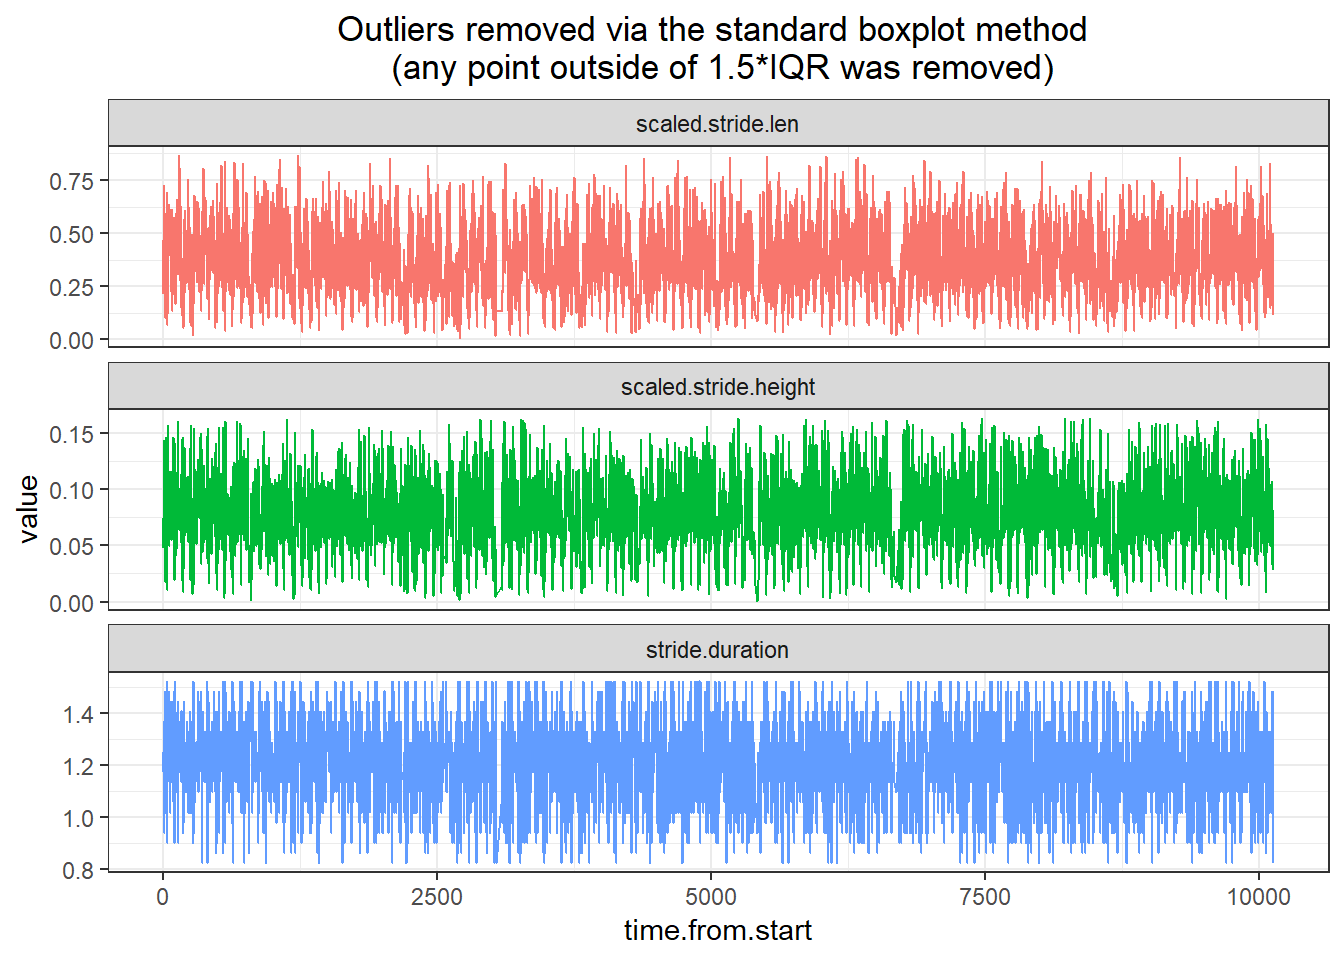 Outliers removed via the standard boxplot method
(any point outside of 1.5*IQR was removed)
scaled.stride.len
0.75
0.50
0.25
0.00
scaled.stride.height
0.15
0.10
0.05
0.00
value
stride.duration
1.4
1.2
1.0
0.8
0 2500 5000 7500 10000
time.from.start